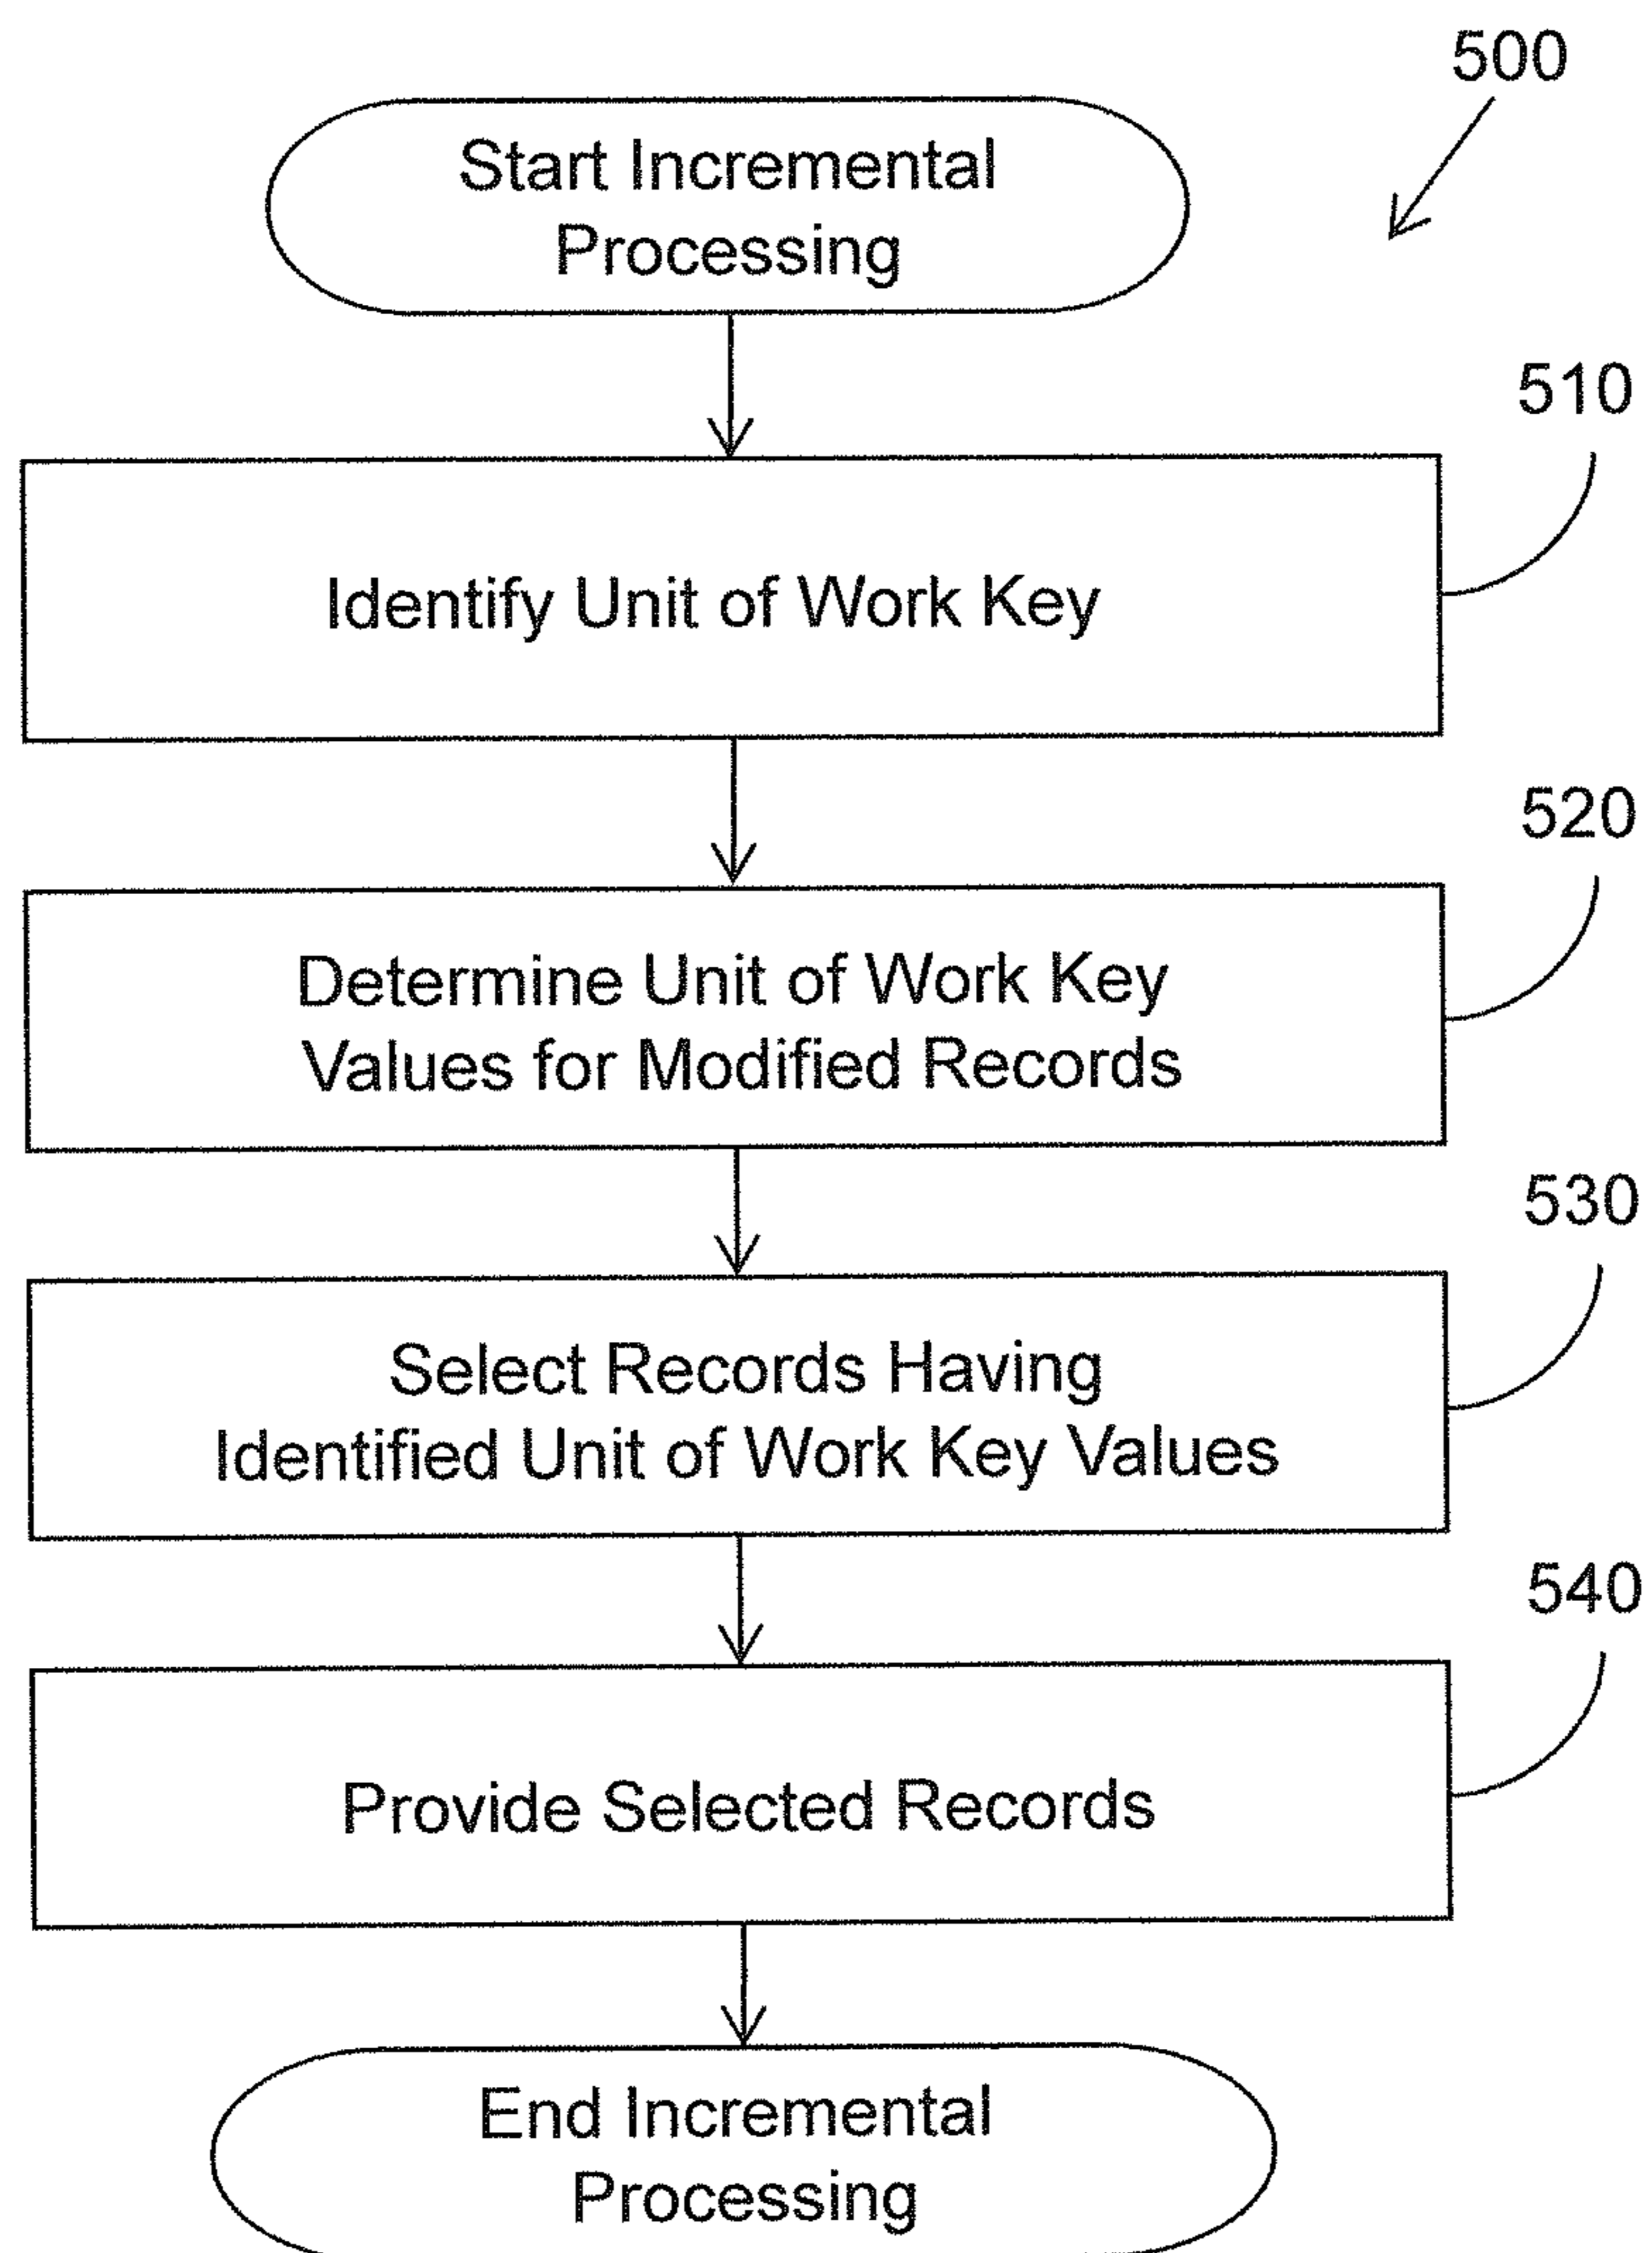 500
Start Incremental
Processing
510
Identify Unit of Work Key
520
Determine Unit of Work Key
Values for Modified Records
530
Select Records Having
Identified Unit of Work Key Values
540
Provide Selected Records
End Incremental
Processing